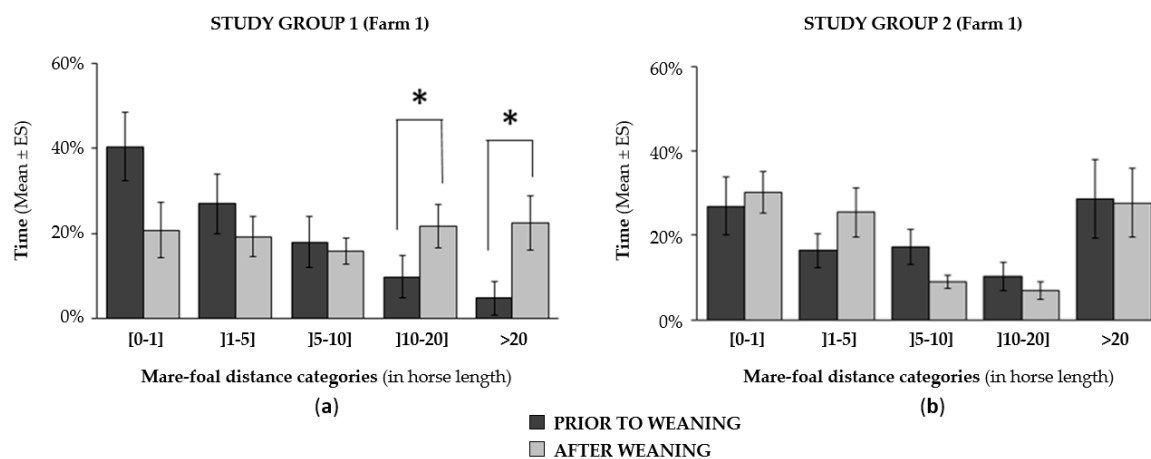 STUDY GROUP 1 (Farm 1)
60%
40%
20%
0%
Time (Mean ± ES)
*
*
[0-1]
]1-5]
]5-10]
]10-20]
>20
Mare-foal distance categories (in horse length)
(a)
STUDY GROUP 2 (Farm 1)
60%
40%
20%
0%
Time (Mean ± ES)
[0-1]
]1-5]
]5-10]
]10-20]
>20
Mare-foal distance categories (in horse length)
(b)
PRIOR TO WEANING
AFTER WEANING